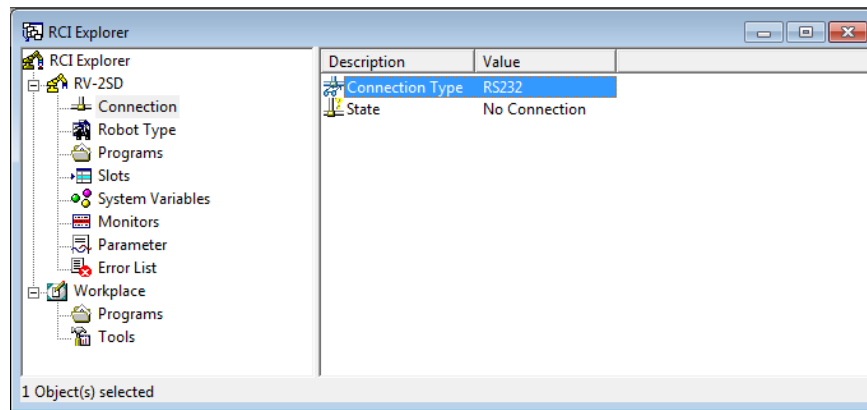 RCI Explorer
RCI Explorer
RV-2SD
Connection
Robot Type
Programs
Slots
System Variables
Monitors
Parameter
Error List
Workplace
Programs
Tools
Description Value
Connection Type RS232
State No Connection
1 Object(s) selected